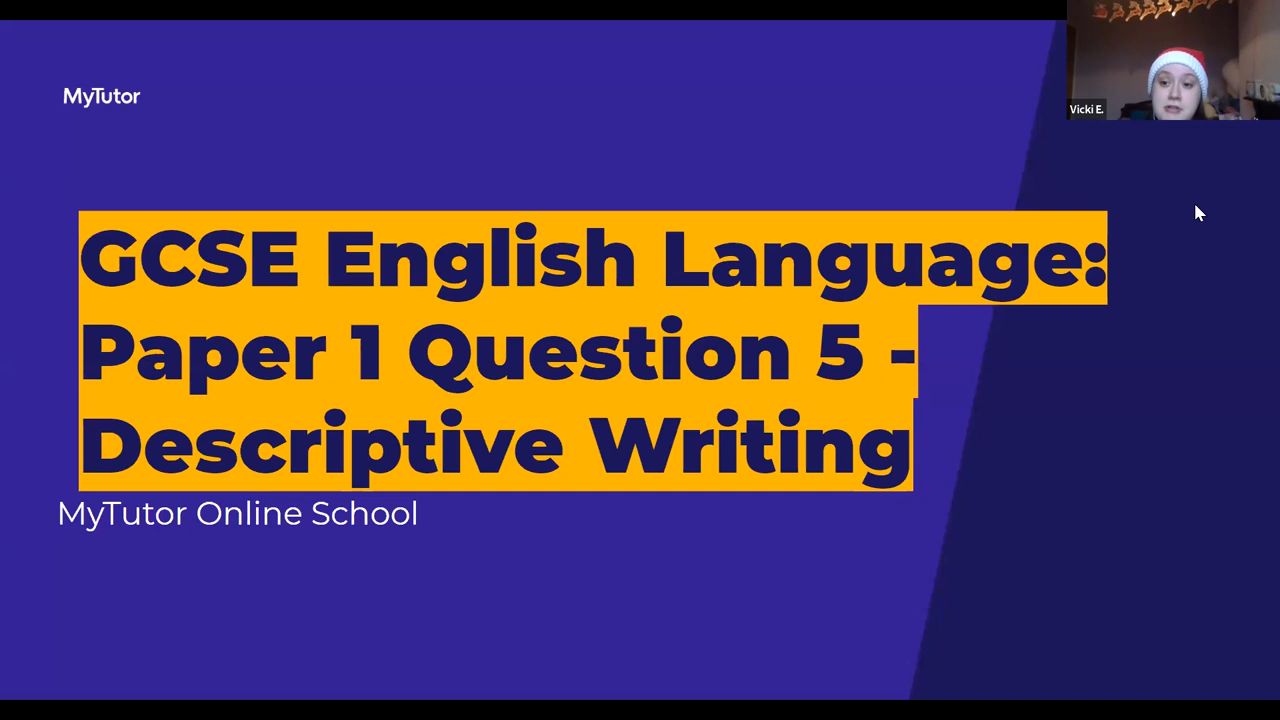 MyTutor
Vicki E.
GCSE English Language:
Paper 1 Question 5 -
Descriptive Writing
MyTutor Online School